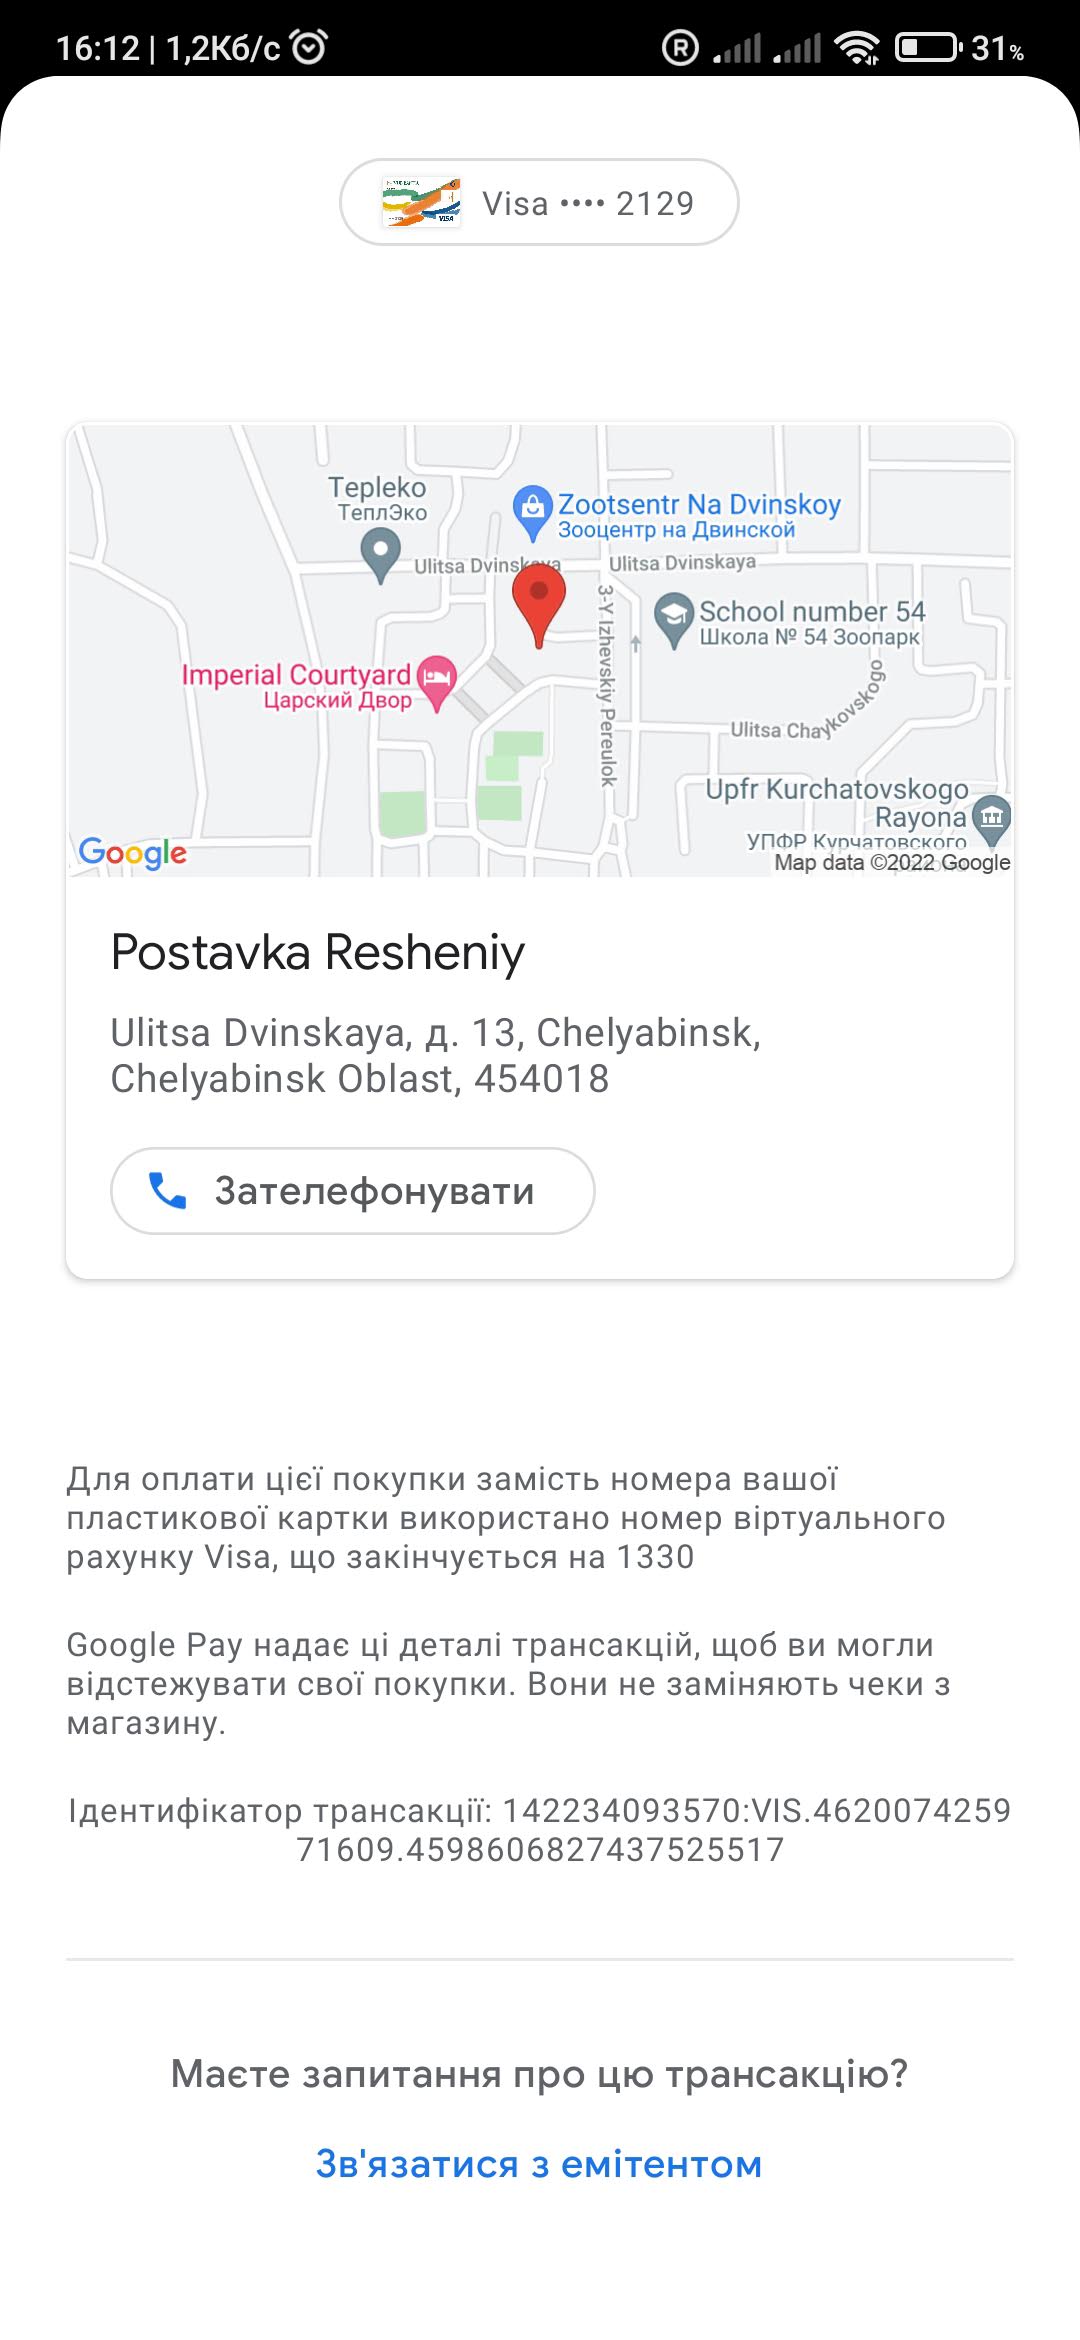 16:12 | 1,2Кб/с
R
31%
VISA
Visa •••• 2129
Tepleko
ТеплЭко
Zootsentr Na Dvinskoy
Зооцентр на Двинской
Ulitsa Dvinskaya
Ulitsa Dvinskaya
3-Y Izhevskiy Pereulok
School number 54
Школа № 54 Зоопарк
Imperial Courtyard
Царский Двор
Ulitsa Chaykovskogo
Upfr Kurchatovskogo
Rayona
УПФР Курчатовского
Google
Map data ©2022 Google
Postavka Resheniy
Ulitsa Dvinskaya, д. 13, Chelyabinsk,
Chelyabinsk Oblast, 454018
Зателефонувати
Для оплати цієї покупки замість номера вашої
пластикової картки використано номер віртуального
рахунку Visa, що закінчується на 1330
Google Pay надає ці деталі трансакцій, щоб ви могли
відстежувати свої покупки. Вони не заміняють чеки з
магазину.
Ідентифікатор трансакції: 142234093570:VIS.4620074259
71609.4598606827437525517
Маєте запитання про цю трансакцію?
Зв'язатися з емітентом